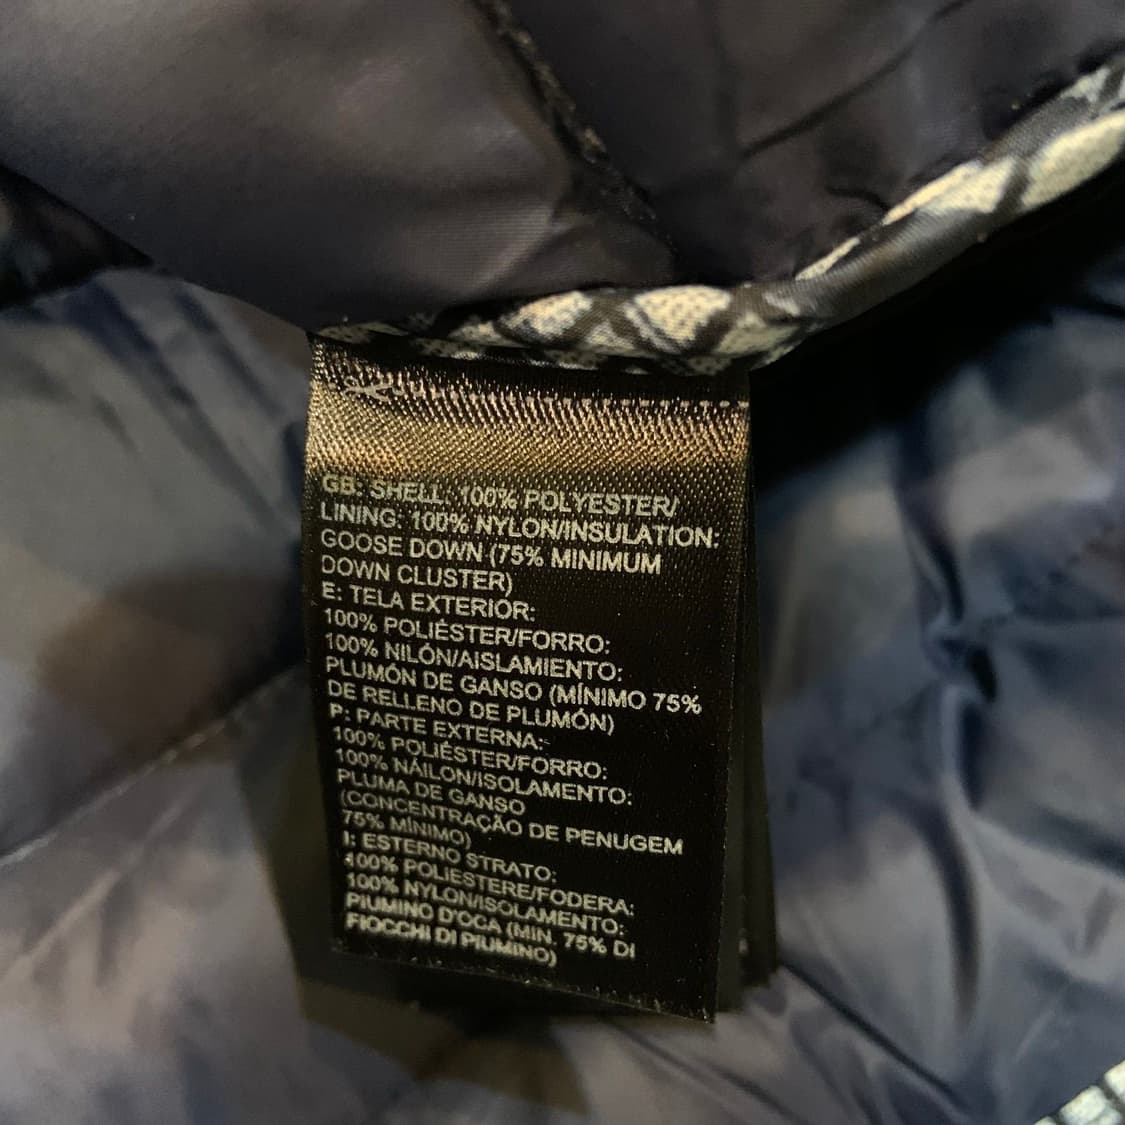 GB: SHELL: 100% POLYESTER/
LINING: 100% NYLON/INSULATION:
GOOSE DOWN (75% MINIMUM
DOWN CLUSTER)
E: TELA EXTERIOR:
100% POLIÉSTER/FORRO:
100% NILÓN/AISLAMIENTO:
PLUMÓN DE GANSO (MÍNIMO 75%
DE RELLENO DE PLUMÓN)
P: PARTE EXTERNA:
100% POLIÉSTER/FORRO:
100% NÁILON/ISOLAMENTO:
PLUMA DE GANSO
(CONCENTRAÇÃO DE PENUGEM
75% MÍNIMO)
I: ESTERNO STRATO:
100% POLIESTERE/FODERA:
100% NYLON/ISOLAMENTO:
PIUMINO D'OCA (MIN. 75% DI
FIOCCHI DI PIUMINO)